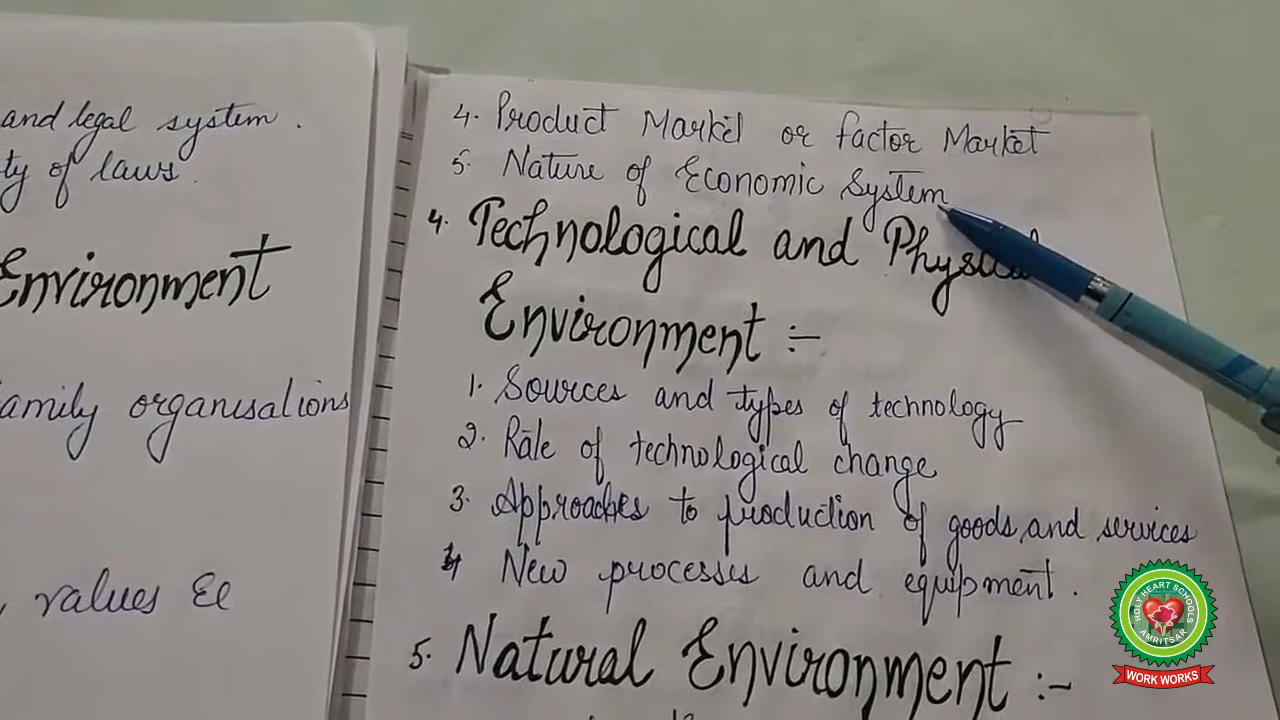 and legal system.
ty of laws.
Environment
amily organisations
, values &c
4. Product Market or factor Market
5. Nature of Economic System
4. Technological and Physical
Environment :-
1. Sources and types of technology
2. Rale of technological change
3. Approaches to production of goods and services
4 New processes and equipment.
5. Natural Environment :-
HOLY HEART SCHOOLS
AMRITSAR
WORK WORKS